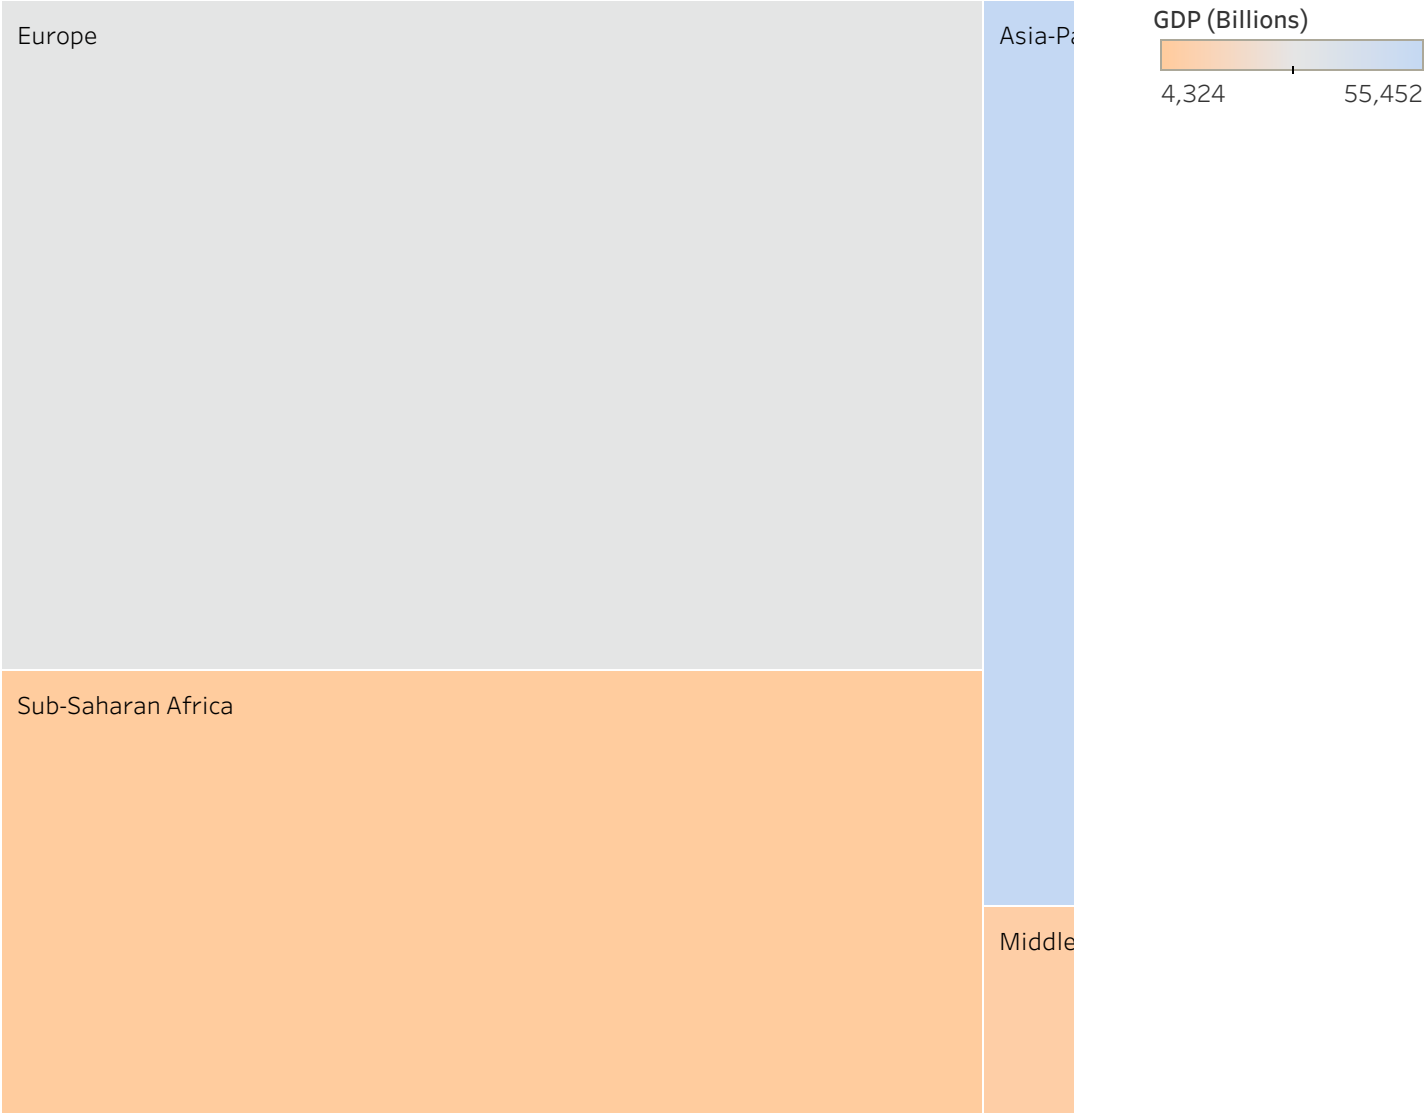 Europe
Asia-Pa
GDP (Billions)
4,324
55,452
Sub-Saharan Africa
Middle